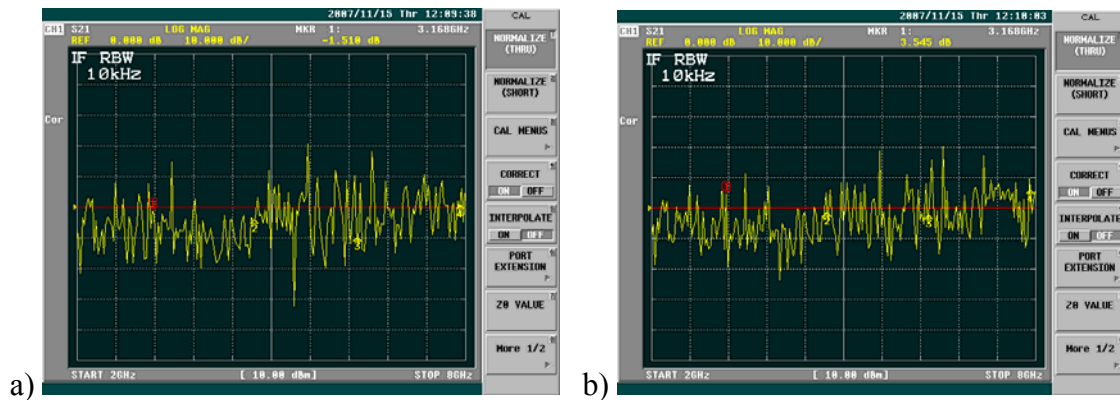 2007/11/15 Thr 12:09:38
CAL
CH1 S21 LOG MAG MKR 1: 3.168GHz
REF 0.000 dB 10.000 dB/ -1.510 dB
IF RBW
10kHz
Cor
NORMALIZE
(THRU)
NORMALIZE
(SHORT)
CAL MENUS
CORRECT
ON OFF
INTERPOLATE
ON OFF
PORT
EXTENSION
Z0 VALUE
More 1/2
START 2GHz [ 10.00 dBm] STOP 8GHz
a)
2007/11/15 Thr 12:10:03
CAL
CH1 S21 LOG MAG MKR 1: 3.168GHz
REF 0.000 dB 10.000 dB/ 3.545 dB
IF RBW
10kHz
Cor
NORMALIZE
(THRU)
NORMALIZE
(SHORT)
CAL MENUS
CORRECT
ON OFF
INTERPOLATE
ON OFF
PORT
EXTENSION
Z0 VALUE
More 1/2
START 2GHz [ 10.00 dBm] STOP 8GHz
b)